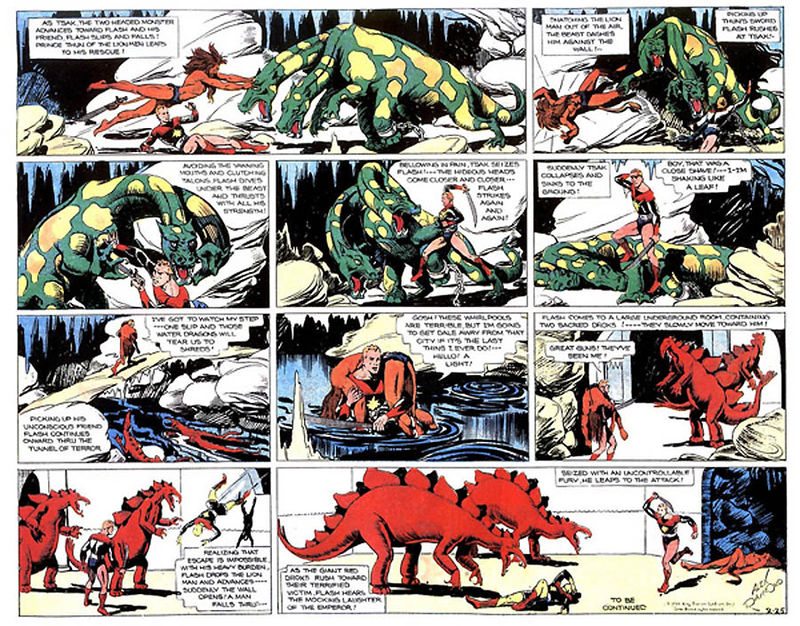 AS TSAK, THE TWO HEADED MONSTER
ADVANCES TOWARD FLASH AND HIS
FRIEND, FLASH SLIPS AND FALLS!
PRINCE THUN OF THE LION MEN LEAPS
TO HIS RESCUE!
SNATCHING THE LION
MAN OUT OF THE AIR,
THE BEAST DASHES
HIM AGAINST THE
WALL!--
PICKING UP
THUN'S SWORD
FLASH RUSHES
AT TSAK!-
AVOIDING THE YAWNING
MOUTHS AND CLUTCHING
TALONS, FLASH DIVES
UNDER THE BEAST
AND THRUSTS
WITH ALL HIS
STRENGTH!
BELLOWING IN PAIN, TSAK SEIZES
FLASH!---THE HIDEOUS HEADS
COME CLOSER AND CLOSER---
FLASH
STRIKES
AGAIN
AND
AGAIN!
SUDDENLY TSAK
COLLAPSES AND
SINKS TO THE
GROUND!
BOY, THAT WAS A
CLOSE SHAVE!---I-I'M
SHAKING LIKE
A LEAF!
I'VE GOT TO WATCH MY STEP
---ONE SLIP AND THOSE
WATER DRAGONS
WILL TEAR US
TO SHREDS!
PICKING UP HIS
UNCONSCIOUS FRIEND
FLASH CONTINUES
ONWARD THRU THE
TUNNEL OF TERROR.
GOSH! THESE WHIRLPOOLS
ARE TERRIBLE, BUT I'M GOING
TO GET DALE AWAY FROM THAT
CITY IF IT'S THE LAST
THING I EVER DO!---
HELLO! A
LIGHT!
FLASH COMES TO A LARGE UNDERGROUND ROOM, CONTAINING
TWO SACRED DROKS!-----THEY SLOWLY MOVE TOWARD HIM!
GREAT GUNS! THEY'VE
SEEN ME!
REALIZING THAT
ESCAPE IS IMPOSSIBLE
WITH HIS HEAVY BURDEN,
FLASH DROPS THE LION
MAN AND ADVANCES----
SUDDENLY THE WALL
OPENS! A MAN
FALLS THRU!---
AS THE GIANT RED
DROKS RUSH TOWARD
THEIR TERRIFIED
VICTIM, FLASH HEARS
THE MOCKING LAUGHTER
OF THE EMPEROR!
SEIZED WITH AN UNCONTROLLABLE
FURY, HE LEAPS TO THE ATTACK!
TO BE
CONTINUED
ALEX
RAYMOND
2-25